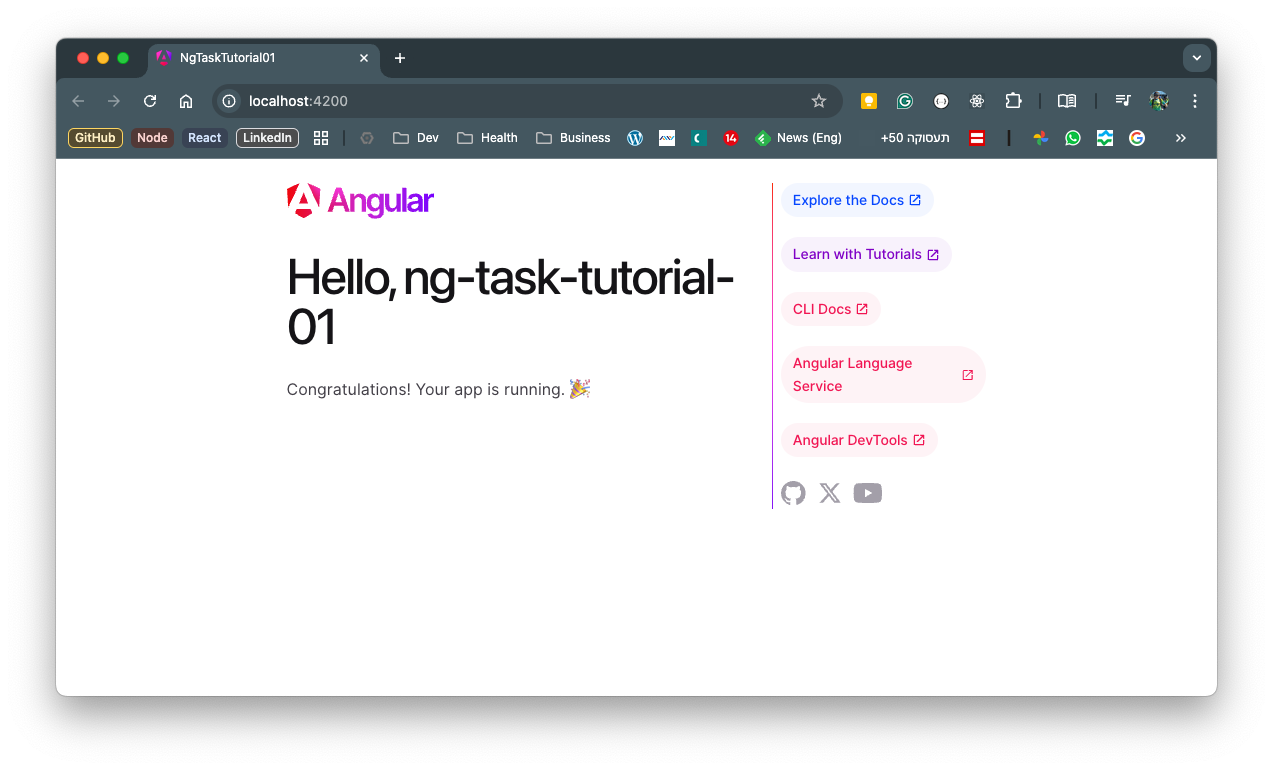 NgTaskTutorial01
localhost:4200
GitHub Node React LinkedIn Dev Health Business 14 News (Eng) תעסוקה 50+
Angular
Hello, ng-task-tutorial-
01
Congratulations! Your app is running. 🎉
Explore the Docs
Learn with Tutorials
CLI Docs
Angular Language
Service
Angular DevTools